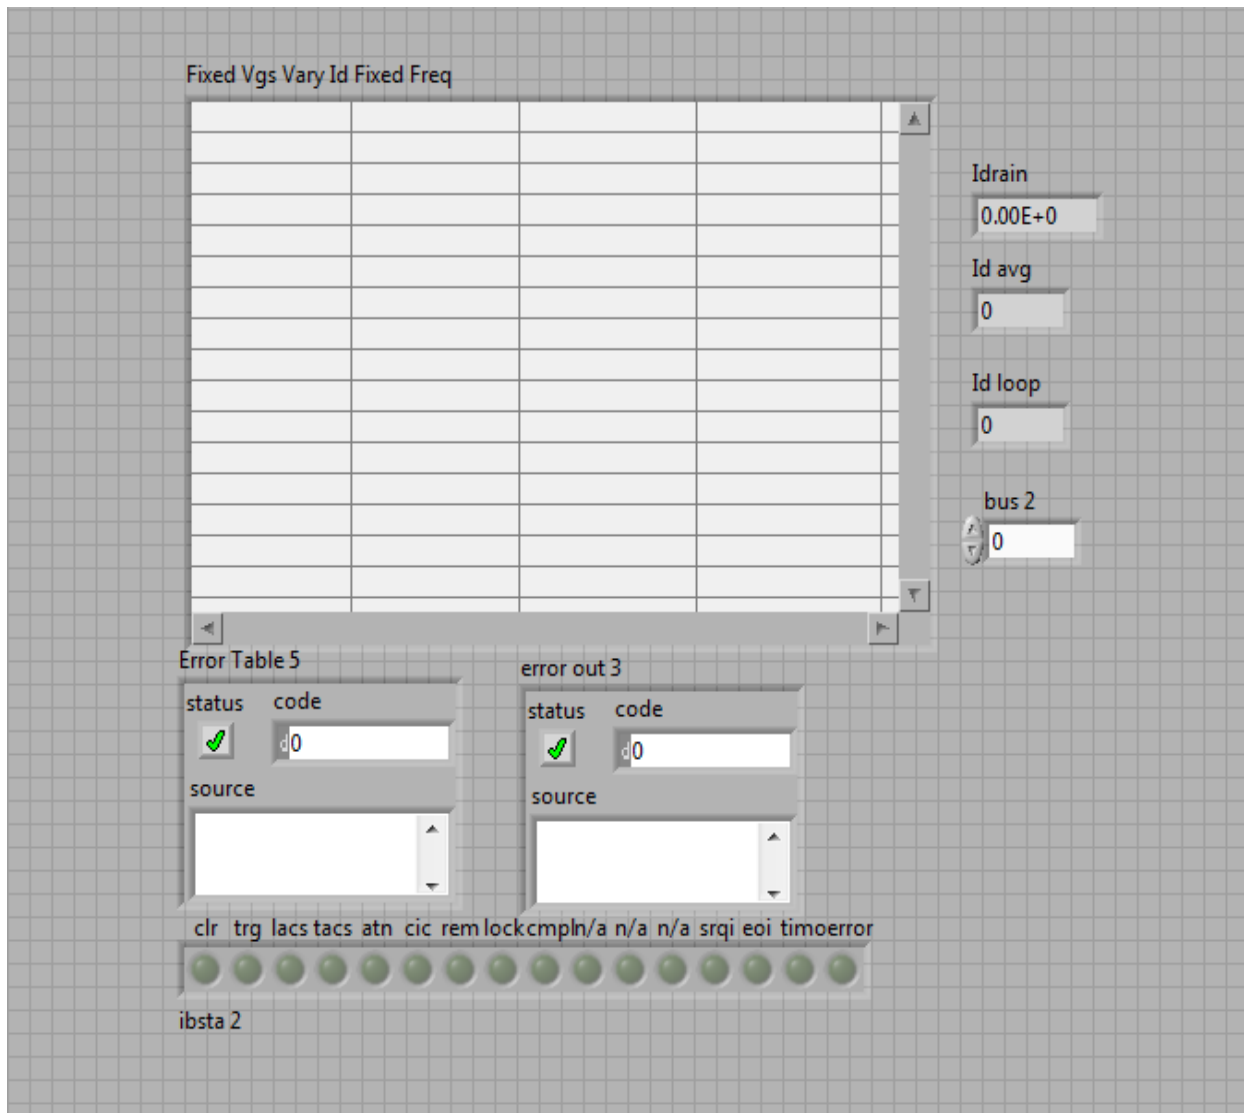 Fixed Vgs Vary Id Fixed Freq
Idrain
0.00E+0
Id avg
0
Id loop
0
bus 2
0
Error Table 5
status code
d 0
source
error out 3
status code
d 0
source
clr trg lacs tacs atn cic rem lock cmpl n/a n/a n/a srqi eoi timo error
ibsta 2